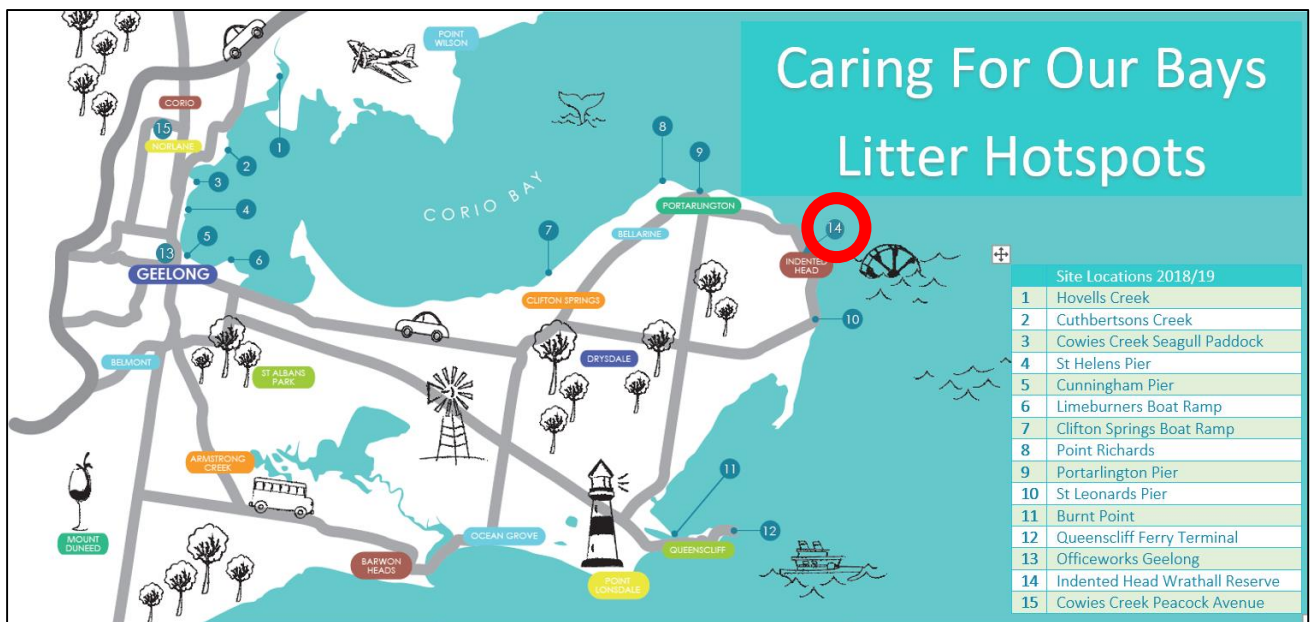 Caring For Our Bays
Litter Hotspots
POINT
WILSON
CORIO
15
NORLANE
1
2
3
4
5
6
13
GEELONG
CORIO BAY
8
9
7
PORTARLINGTON
BELLARINE
14
INDENTED
HEAD
CLIFTON SPRINGS
10
BELMONT
ST ALBANS
PARK
DRYSDALE
ARMSTRONG
CREEK
11
12
MOUNT
DUNEED
OCEAN GROVE
QUEENSCLIFF
BARWON
HEADS
POINT
LONSDALE
Site Locations 2018/19
1 Hovells Creek
2 Cuthbertsons Creek
3 Cowies Creek Seagull Paddock
4 St Helens Pier
5 Cunningham Pier
6 Limeburners Boat Ramp
7 Clifton Springs Boat Ramp
8 Point Richards
9 Portarlington Pier
10 St Leonards Pier
11 Burnt Point
12 Queenscliff Ferry Terminal
13 Officeworks Geelong
14 Indented Head Wrathall Reserve
15 Cowies Creek Peacock Avenue